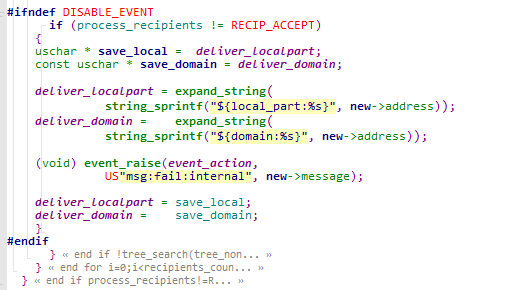 #ifndef DISABLE_EVENT
if (process_recipients != RECIP_ACCEPT)
{
uschar * save_local = deliver_localpart;
const uschar * save_domain = deliver_domain;
deliver_localpart = expand_string(
string_sprintf("${local_part:%s}", new->address));
deliver_domain = expand_string(
string_sprintf("${domain:%s}", new->address));
(void) event_raise(event_action,
US"msg:fail:internal", new->message);
deliver_localpart = save_local;
deliver_domain = save_domain;
}
#endif
} « end if !tree_search(tree_non... »
} « end for i=0;i<recipients_coun... »
} « end if process_recipients!=R... »